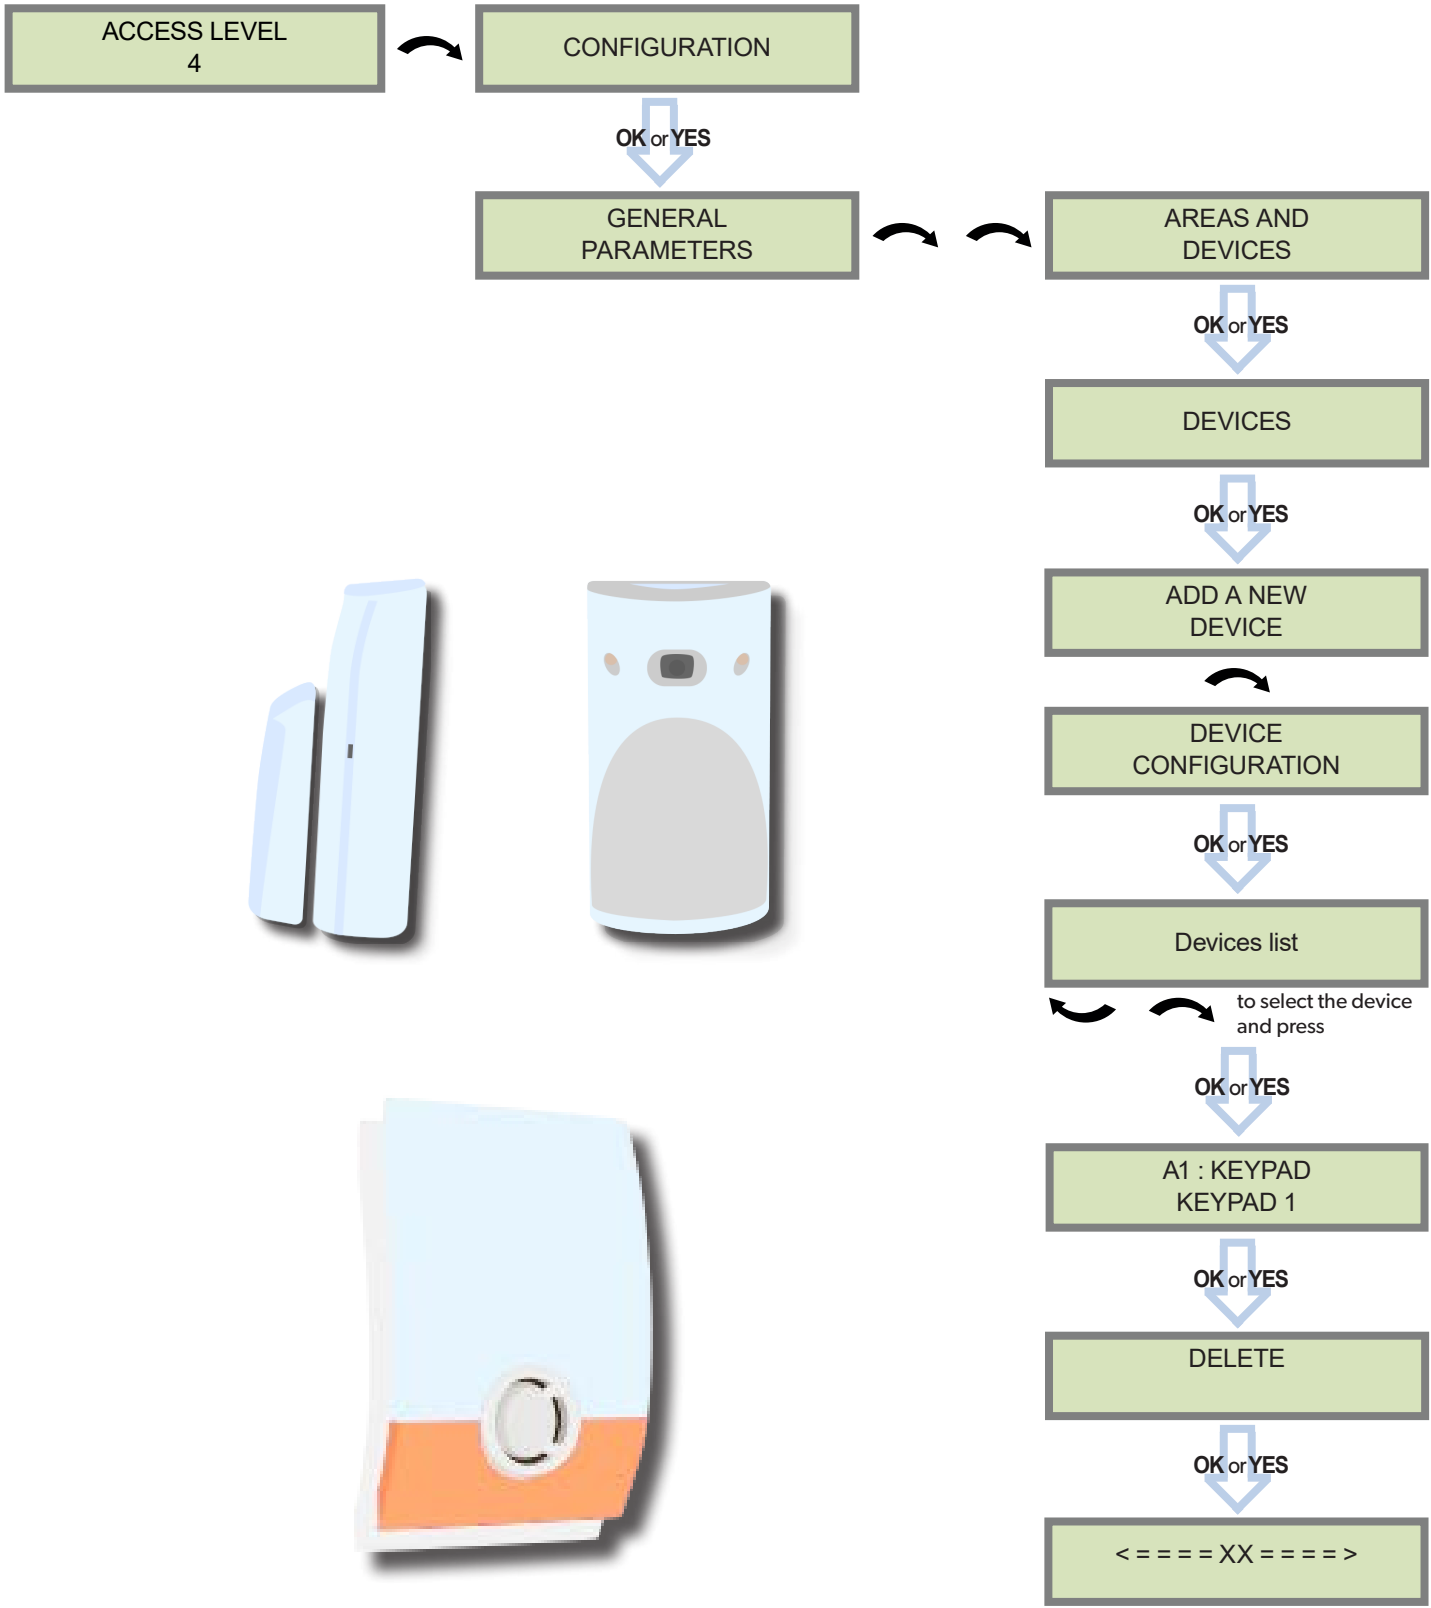 ACCESS LEVEL
4
CONFIGURATION
OK or YES
GENERAL
PARAMETERS
AREAS AND
DEVICES
OK or YES
DEVICES
OK or YES
ADD A NEW
DEVICE
DEVICE
CONFIGURATION
OK or YES
Devices list
to select the device
and press
OK or YES
A1 : KEYPAD
KEYPAD 1
OK or YES
DELETE
OK or YES
< = = = = XX = = = = >